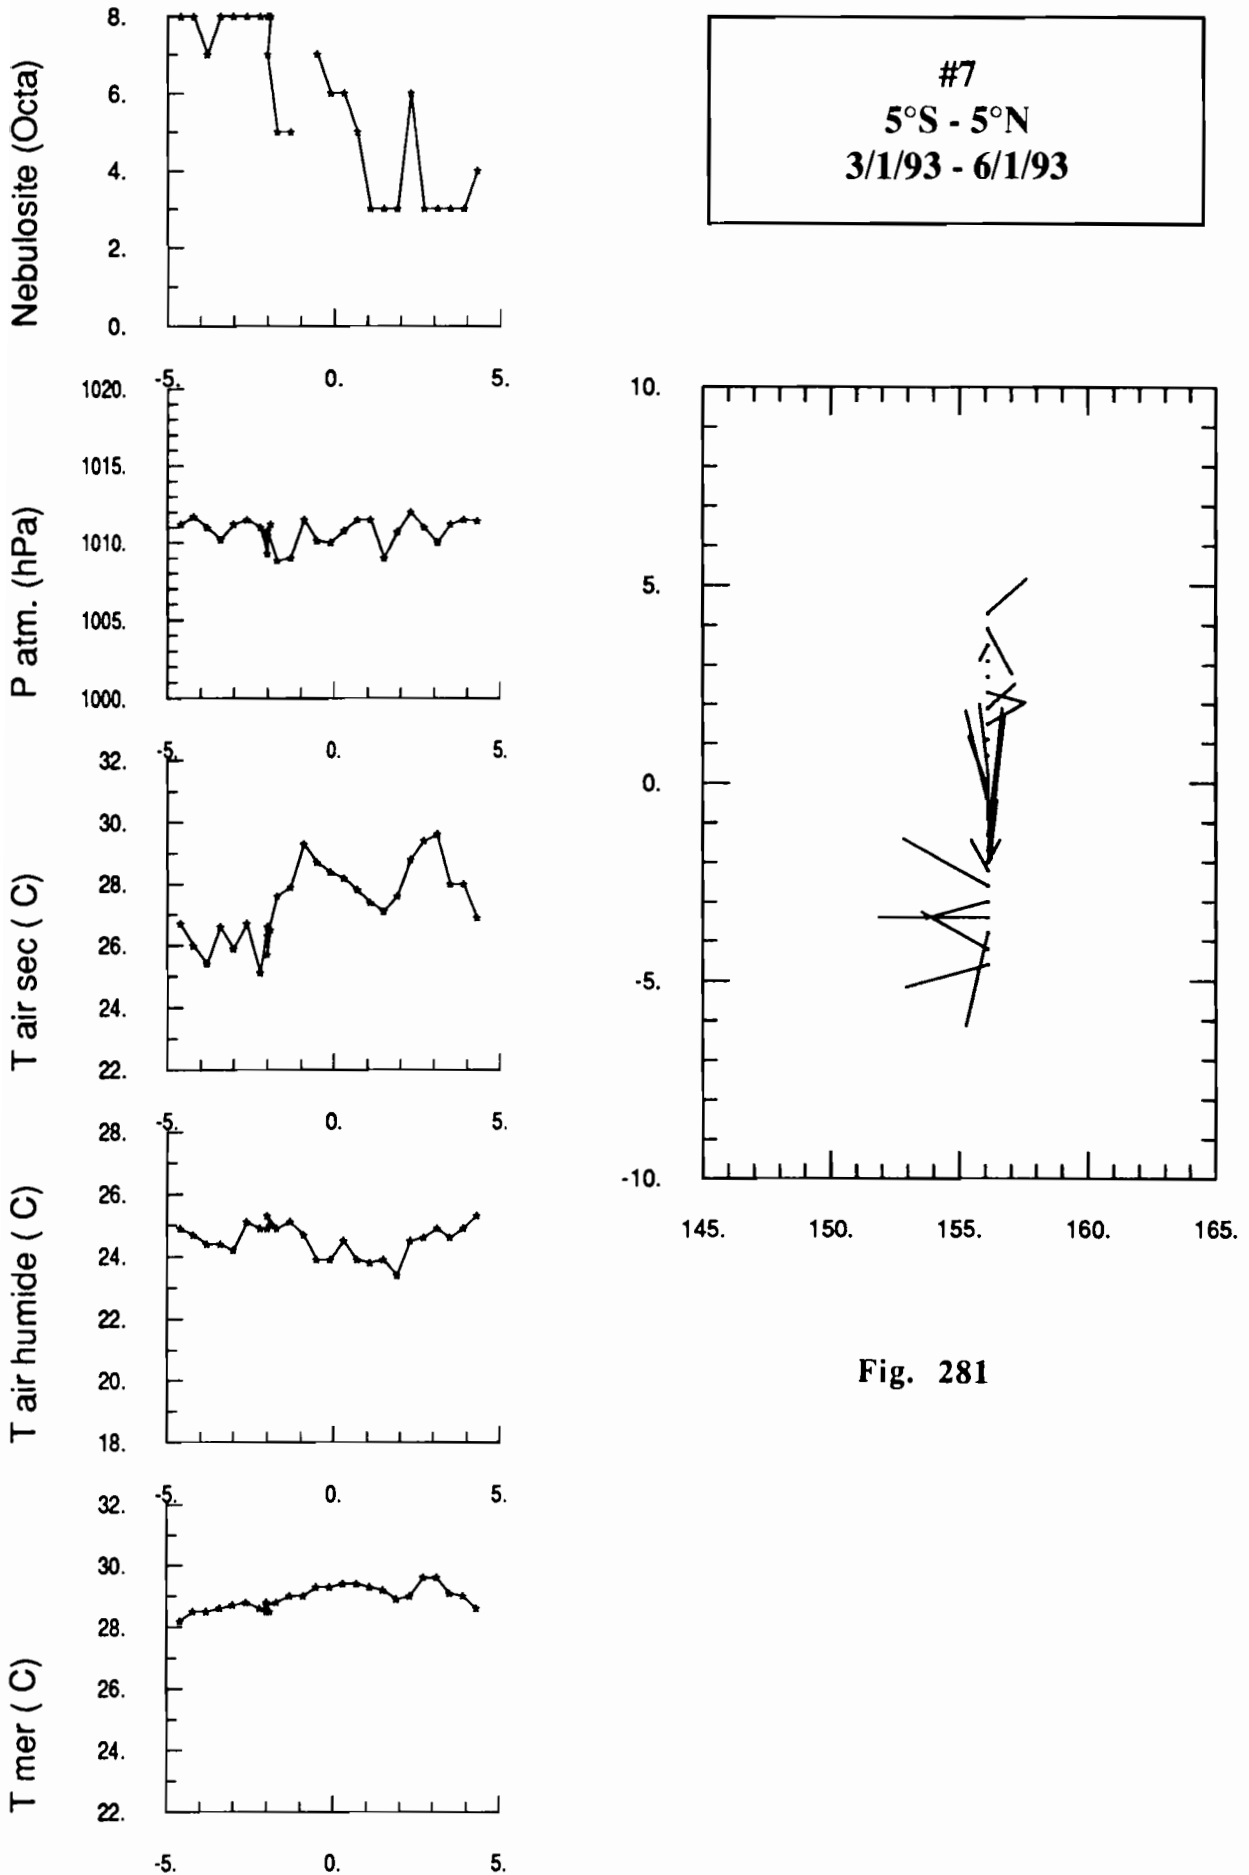 Nebulosite (Octa)
8.
6.
4.
2.
0.
-5. 0. 5.
P atm. (hPa)
1020.
1015.
1010.
1005.
1000.
-5. 0. 5.
T air sec ( C)
32.
30.
28.
26.
24.
22.
-5. 0. 5.
T air humide ( C)
28.
26.
24.
22.
20.
18.
-5. 0. 5.
T mer ( C)
32.
30.
28.
26.
24.
22.
-5. 0. 5.
#7
5°S - 5°N
3/1/93 - 6/1/93
10.
5.
0.
-5.
-10.
145. 150. 155. 160. 165.
Fig. 281